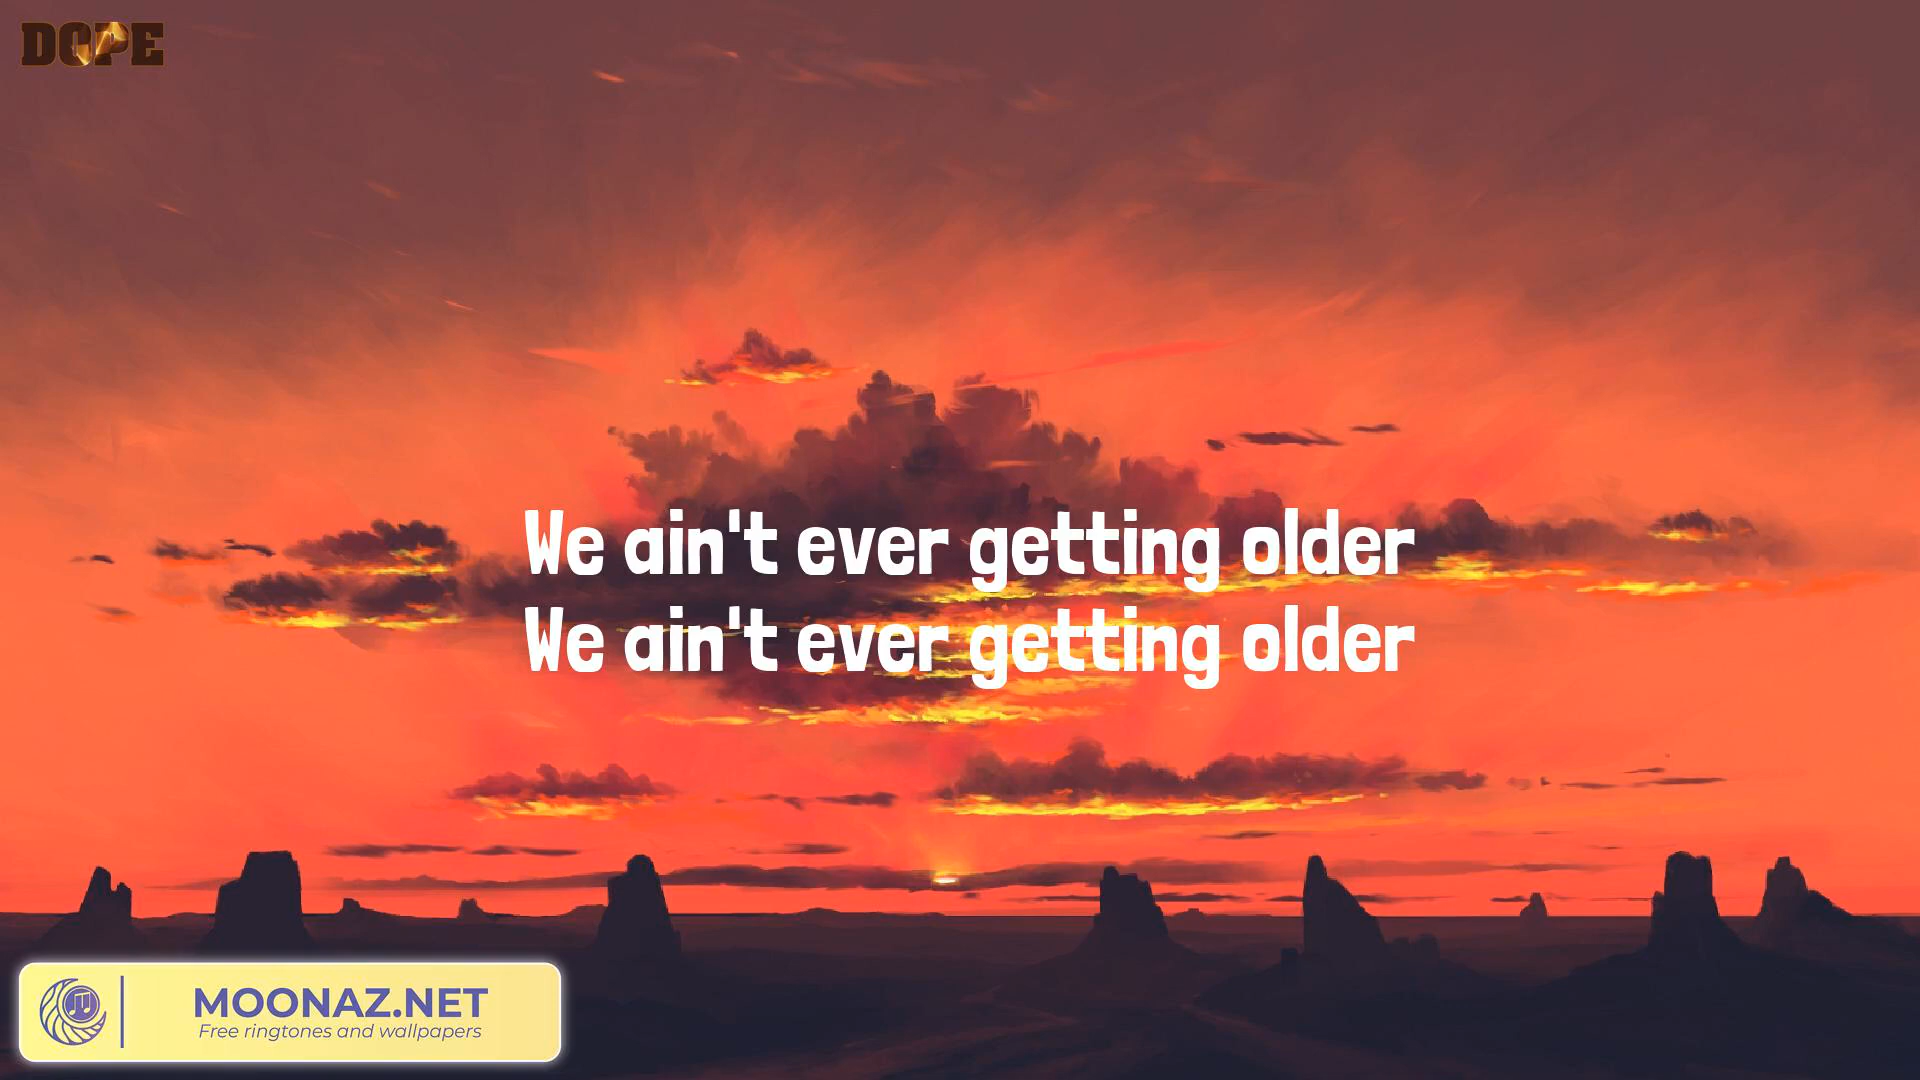 DOPE
We ain't ever getting older
We ain't ever getting older
MOONAZ.NET
Free ringtones and wallpapers